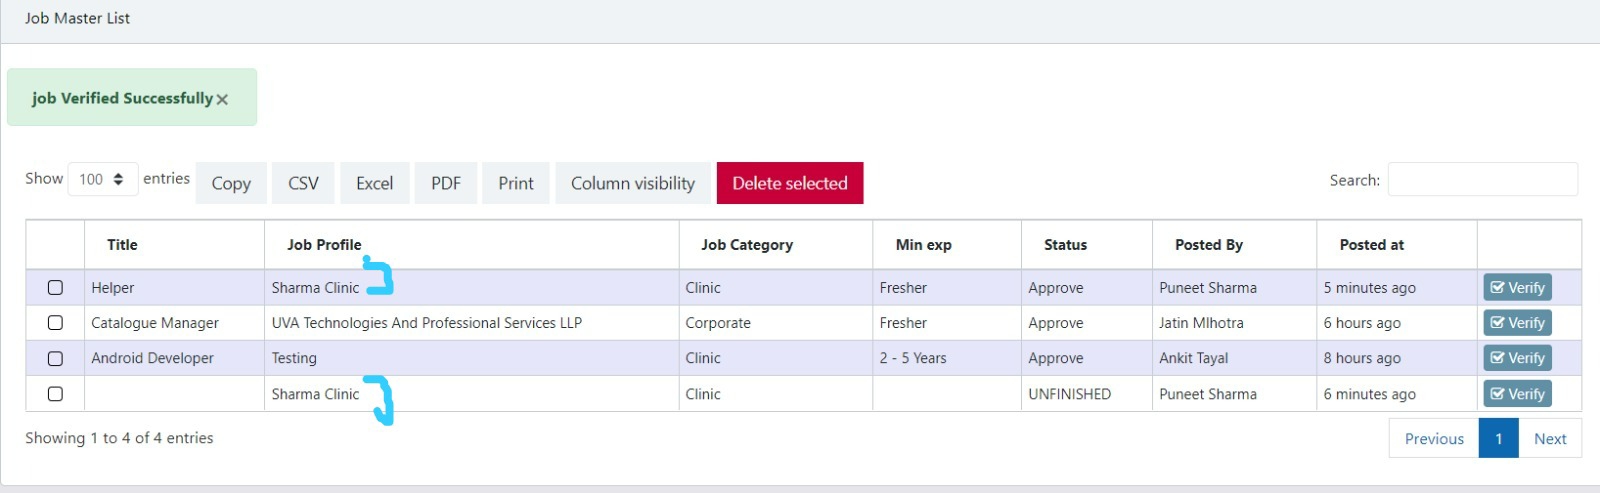 Job Master List
job Verified Successfully ×
Show 100 entries Copy CSV Excel PDF Print Column visibility Delete selected Search:
Title Job Profile Job Category Min exp Status Posted By Posted at
Helper Sharma Clinic Clinic Fresher Approve Puneet Sharma 5 minutes ago Verify
Catalogue Manager UVA Technologies And Professional Services LLP Corporate Fresher Approve Jatin Mlhotra 6 hours ago Verify
Android Developer Testing Clinic 2 - 5 Years Approve Ankit Tayal 8 hours ago Verify
Sharma Clinic Clinic UNFINISHED Puneet Sharma 6 minutes ago Verify
Showing 1 to 4 of 4 entries Previous 1 Next